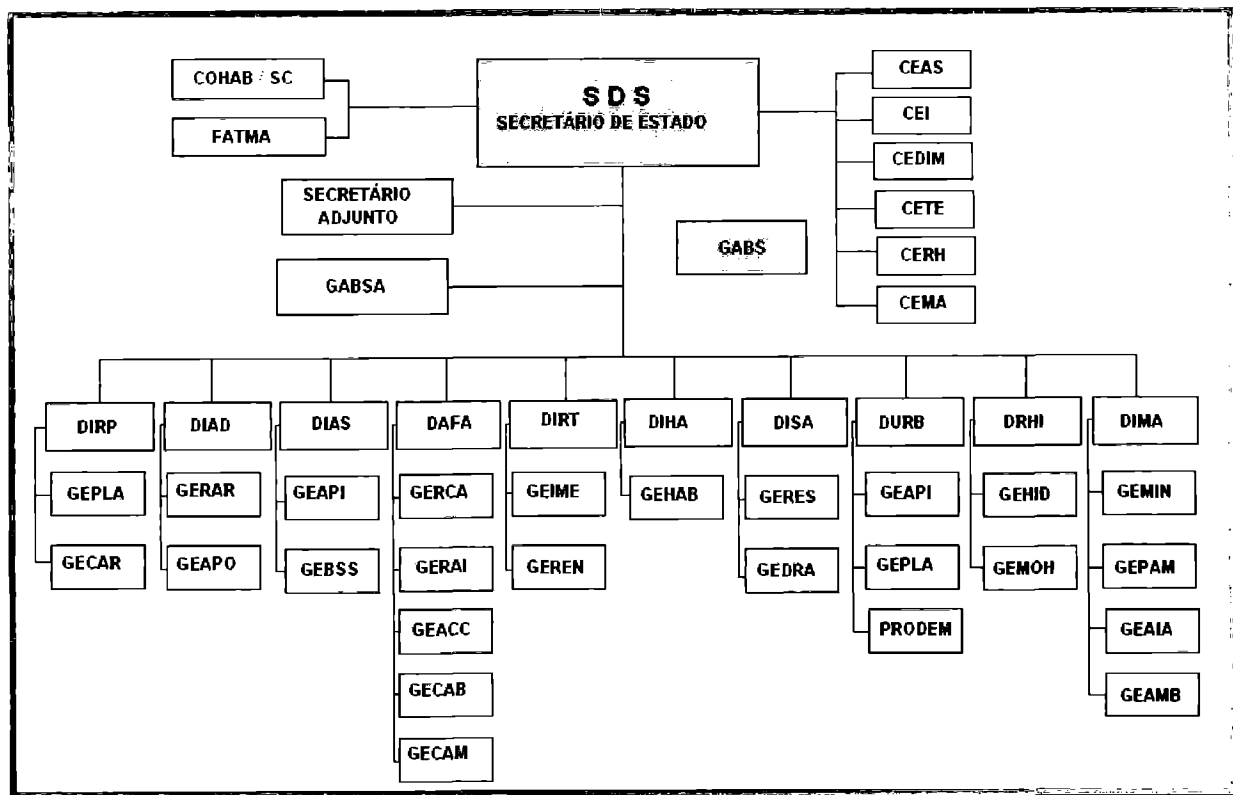 COHAB / SC
FATMA
S D S
SECRETÁRIO DE ESTADO
CEAS
CEI
CEDIM
CETE
CERH
CEMA
SECRETÁRIO
ADJUNTO
GABS
GABSA
DIRP
DIAD
DIAS
DAFA
DIRT
DIHA
DISA
DURB
DRHI
DIMA
GEPLA
GERAR
GEAPI
GERCA
GEIME
GEHAB
GERES
GEAPI
GEHID
GEMIN
GECAR
GEAPO
GEBSS
GERAI
GEREN
GEDRA
GEPLA
GEMOH
GEPAM
GEACC
PRODEM
GEAIA
GECAB
GEAMB
GECAM